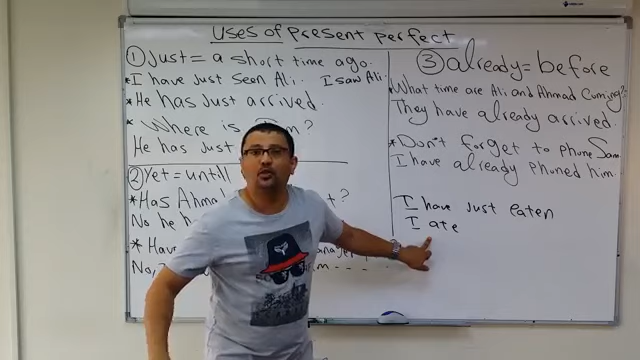 uses of present perfect
① Just = a short time ago.
* I have just seen Ali. I saw Ali.
* He has just arrived.
* Where is ?
He has just
② Yet = untill
* Has t?
No he h
* Have
No,
③ already = before
What time are Ali and Ahmad Cuming?
They have already arrived.
* Don't forget to phone Sam
I have already phoned him.
I have just eaten
I ate